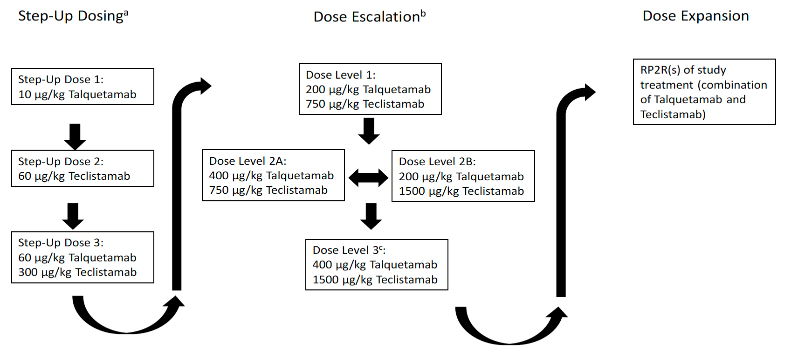 Step-Up Dosingᵃ
Step-Up Dose 1:
10 µg/kg Talquetamab
Step-Up Dose 2:
60 µg/kg Teclistamab
Step-Up Dose 3:
60 µg/kg Talquetamab
300 µg/kg Teclistamab
Dose Escalationᵇ
Dose Level 1:
200 µg/kg Talquetamab
750 µg/kg Teclistamab
Dose Level 2A:
400 µg/kg Talquetamab
750 µg/kg Teclistamab
Dose Level 2B:
200 µg/kg Talquetamab
1500 µg/kg Teclistamab
Dose Level 3ᶜ:
400 µg/kg Talquetamab
1500 µg/kg Teclistamab
Dose Expansion
RP2R(s) of study
treatment (combination
of Talquetamab and
Teclistamab)